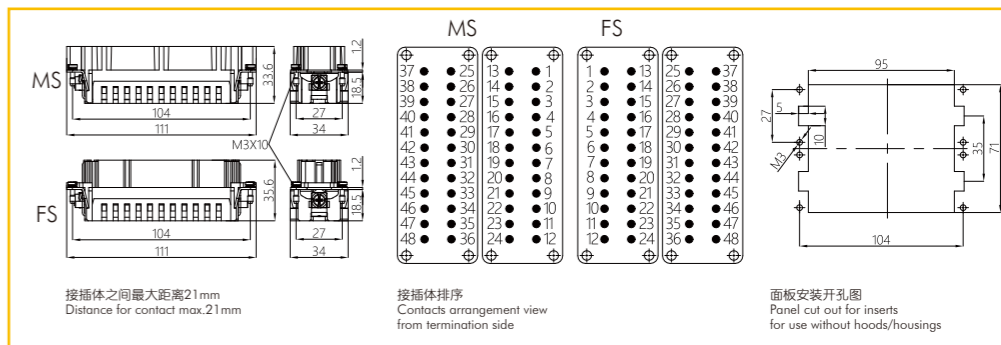 MS
1.2
33.6
18.5
104
111
27
34
M3X10
FS
1.2
35.6
18.5
104
111
27
34
接插体之间最大距离21mm
Distance for contact max.21mm
MS
37 25 13 1
38 26 14 2
39 27 15 3
40 28 16 4
41 29 17 5
42 30 18 6
43 31 19 7
44 32 20 8
45 33 21 9
46 34 22 10
47 35 23 11
48 36 24 12
FS
1 13 25 37
2 14 26 38
3 15 27 39
4 16 28 40
5 17 29 41
6 18 30 42
7 19 31 43
8 20 32 44
9 21 33 45
10 22 34 46
11 23 35 47
12 24 36 48
接插体排序
Contacts arrangement view
from termination side
95
5
27
10
M3
35
71
104
面板安装开孔图
Panel cut out for inserts
for use without hoods/housings